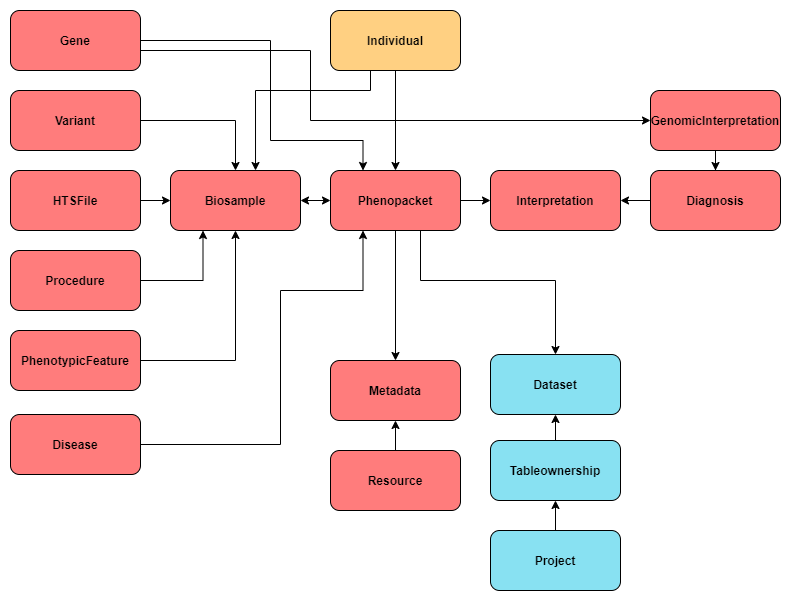 Gene
Individual
Variant
GenomicInterpretation
HTSFile
Biosample
Phenopacket
Interpretation
Diagnosis
Procedure
PhenotypicFeature
Metadata
Dataset
Disease
Tableownership
Resource
Project